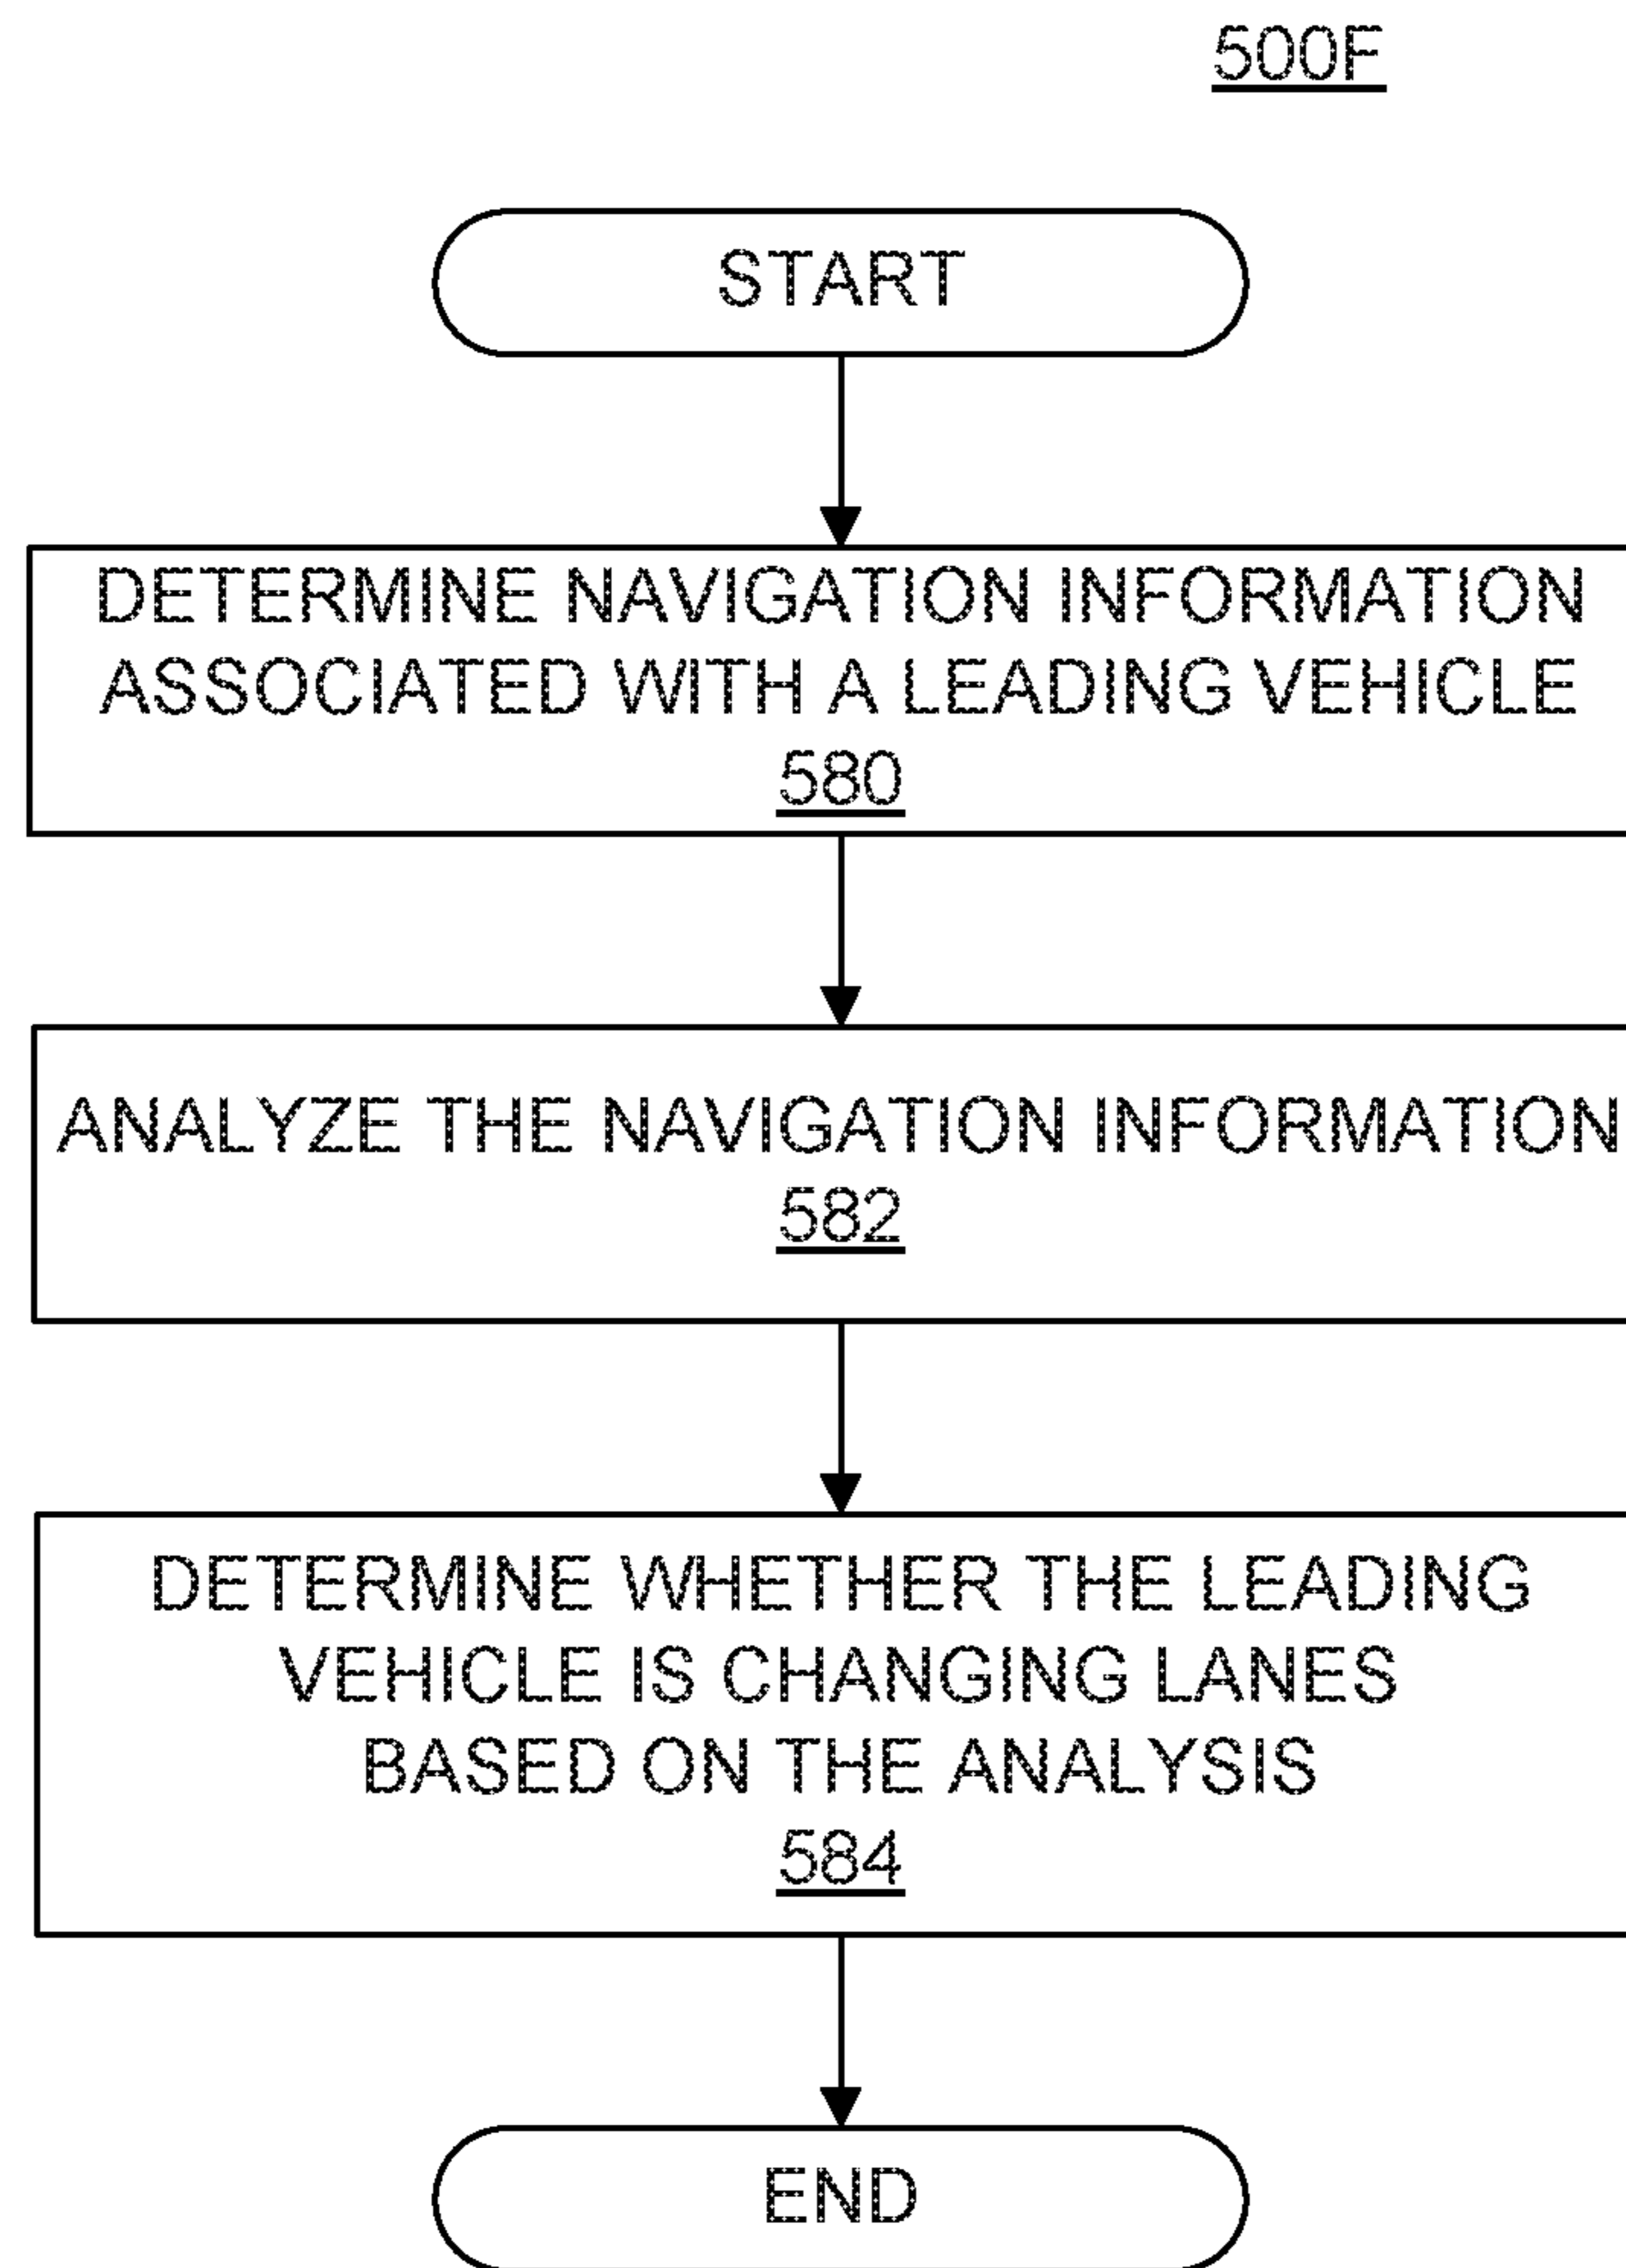 500F
START
DETERMINE NAVIGATION INFORMATION
ASSOCIATED WITH A LEADING VEHICLE
580
ANALYZE THE NAVIGATION INFORMATION
582
DETERMINE WHETHER THE LEADING
VEHICLE IS CHANGING LANES
BASED ON THE ANALYSIS
584
END